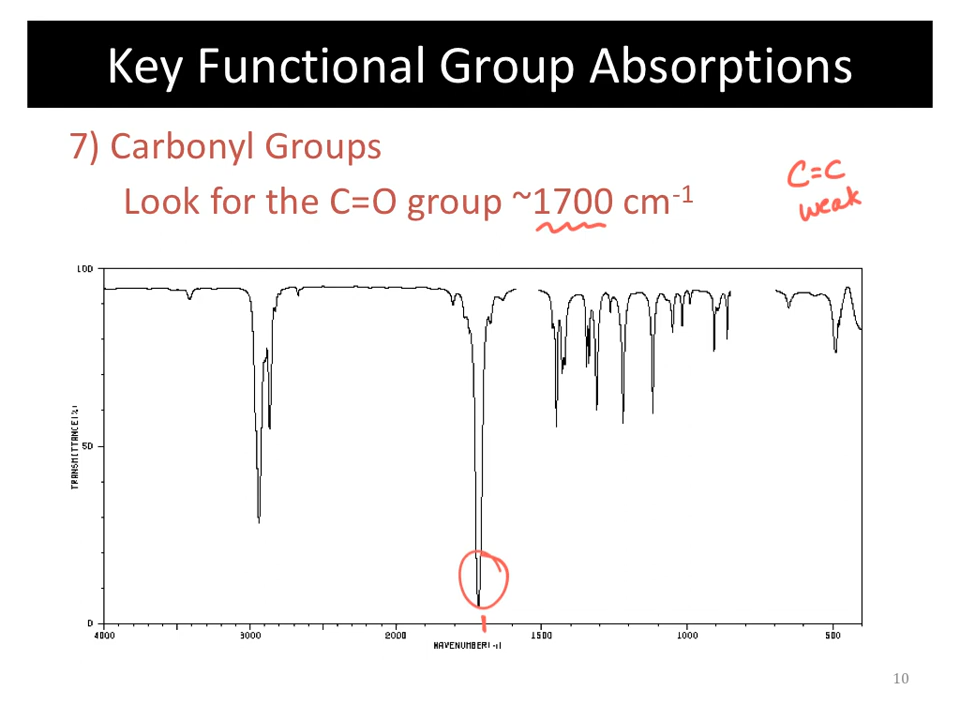 Key Functional Group Absorptions
7) Carbonyl Groups
Look for the C=O group ~1700 cm-1
C=C
weak
100
50
0
TRANSMITTANCE(%)
4000 3000 2000 1500 1000 500
WAVENUMBER(-1)
10